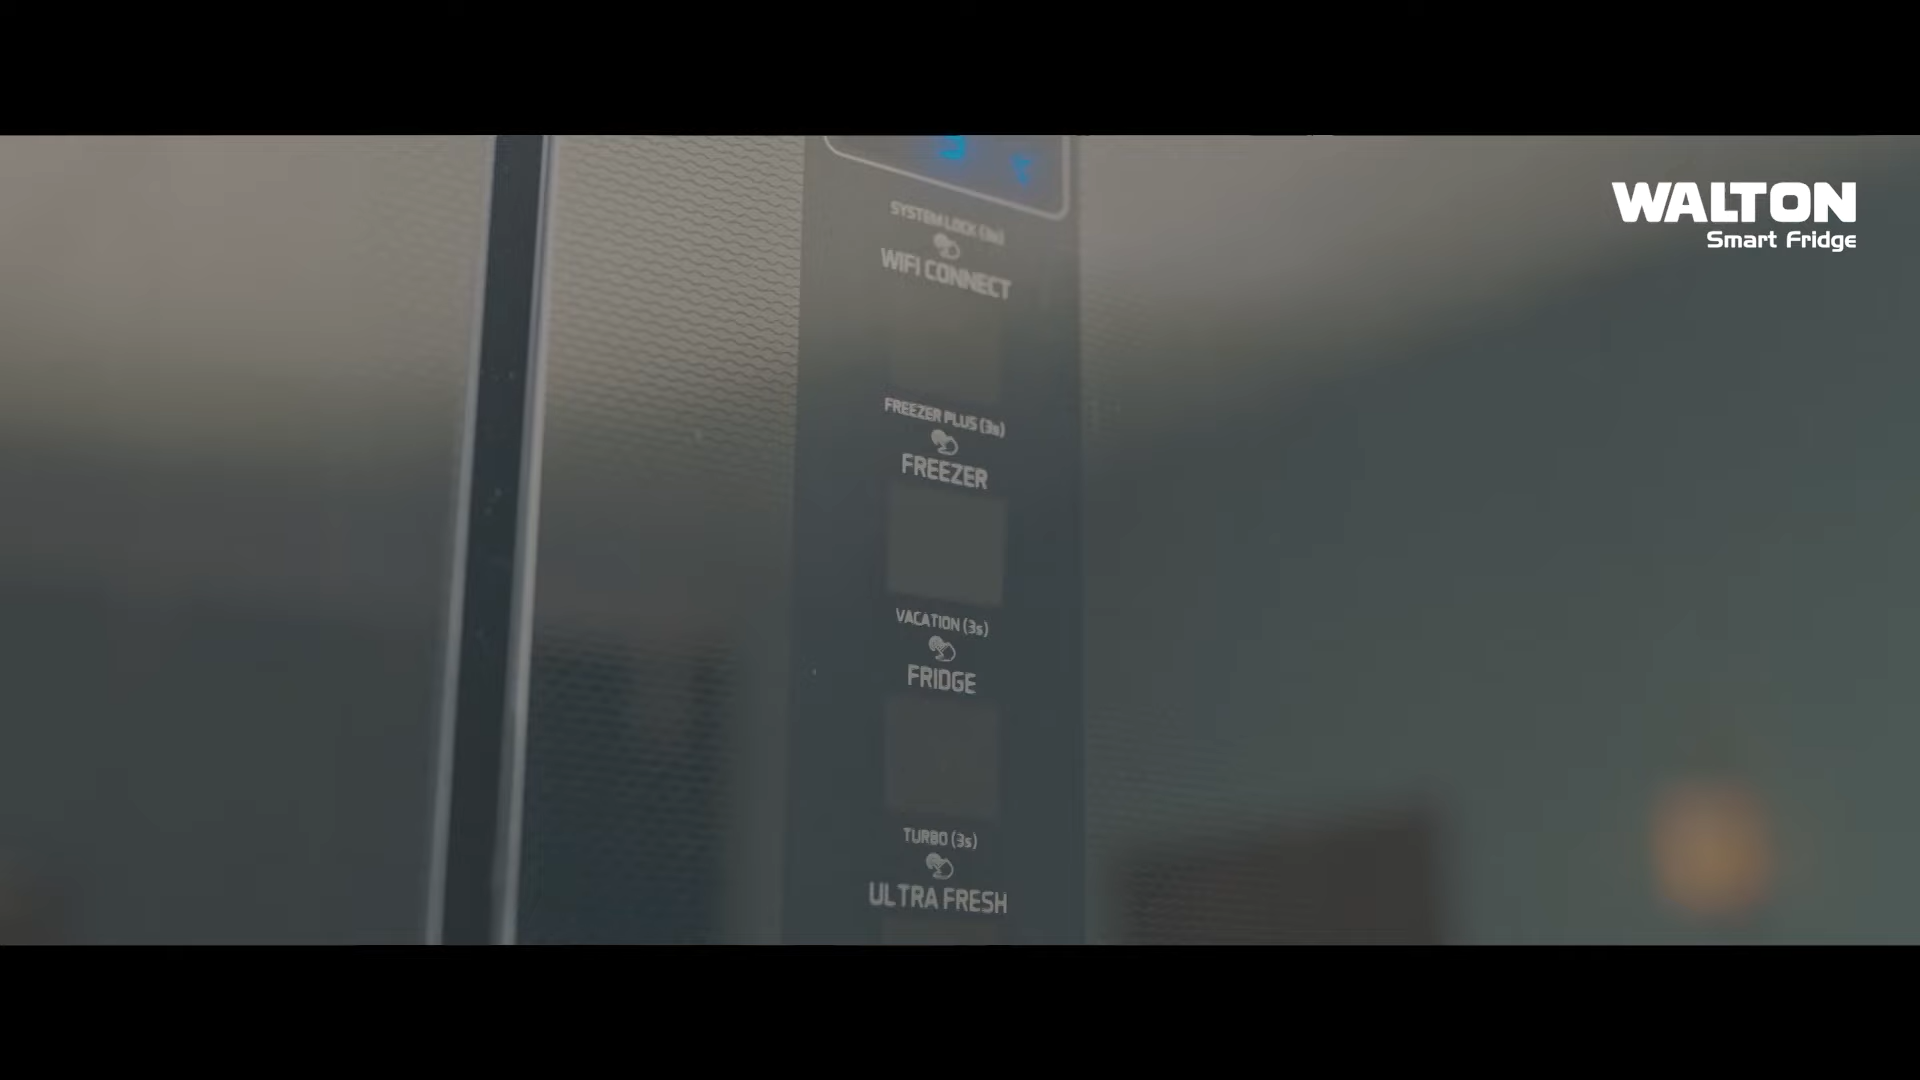 WALTON
Smart Fridge
SYSTEM LOCK (3s)
WIFI CONNECT
FREEZER PLUS (3s)
FREEZER
VACATION (3s)
FRIDGE
TURBO (3s)
ULTRA FRESH